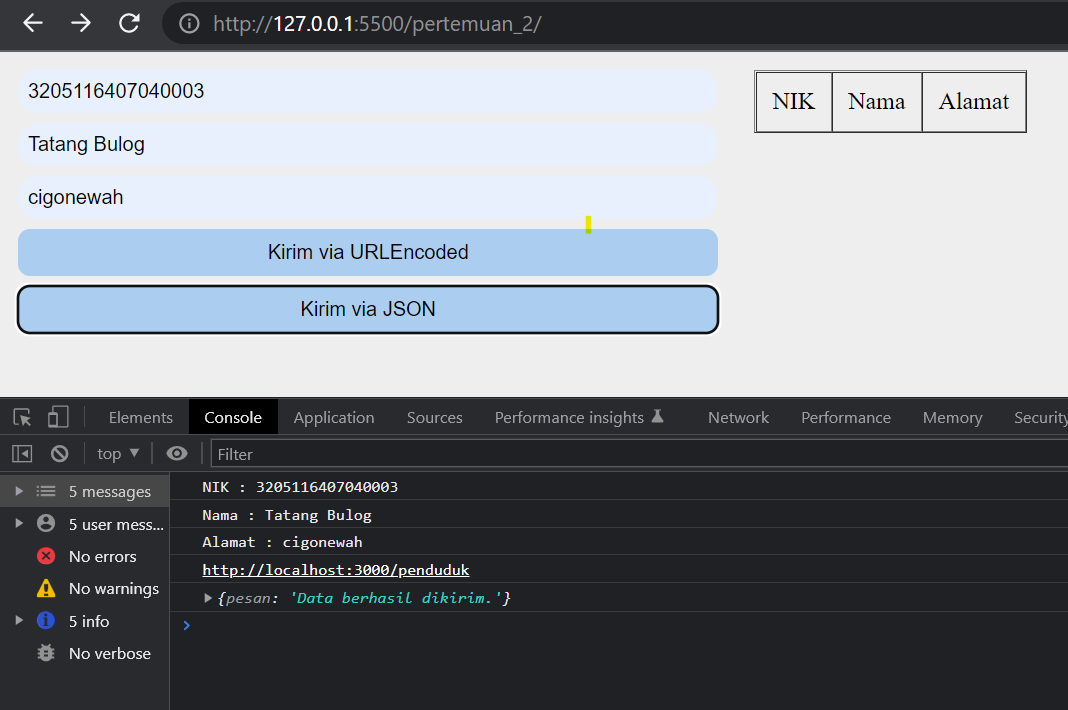 http://127.0.0.1:5500/pertemuan_2/
3205116407040003
Tatang Bulog
cigonewah
Kirim via URLEncoded
Kirim via JSON
NIK Nama Alamat
Elements Console Application Sources Performance insights Network Performance Memory Security
top Filter
5 messages
5 user mess...
No errors
No warnings
5 info
No verbose
NIK : 3205116407040003
Nama : Tatang Bulog
Alamat : cigonewah
http://localhost:3000/penduduk
{pesan: 'Data berhasil dikirim.'}